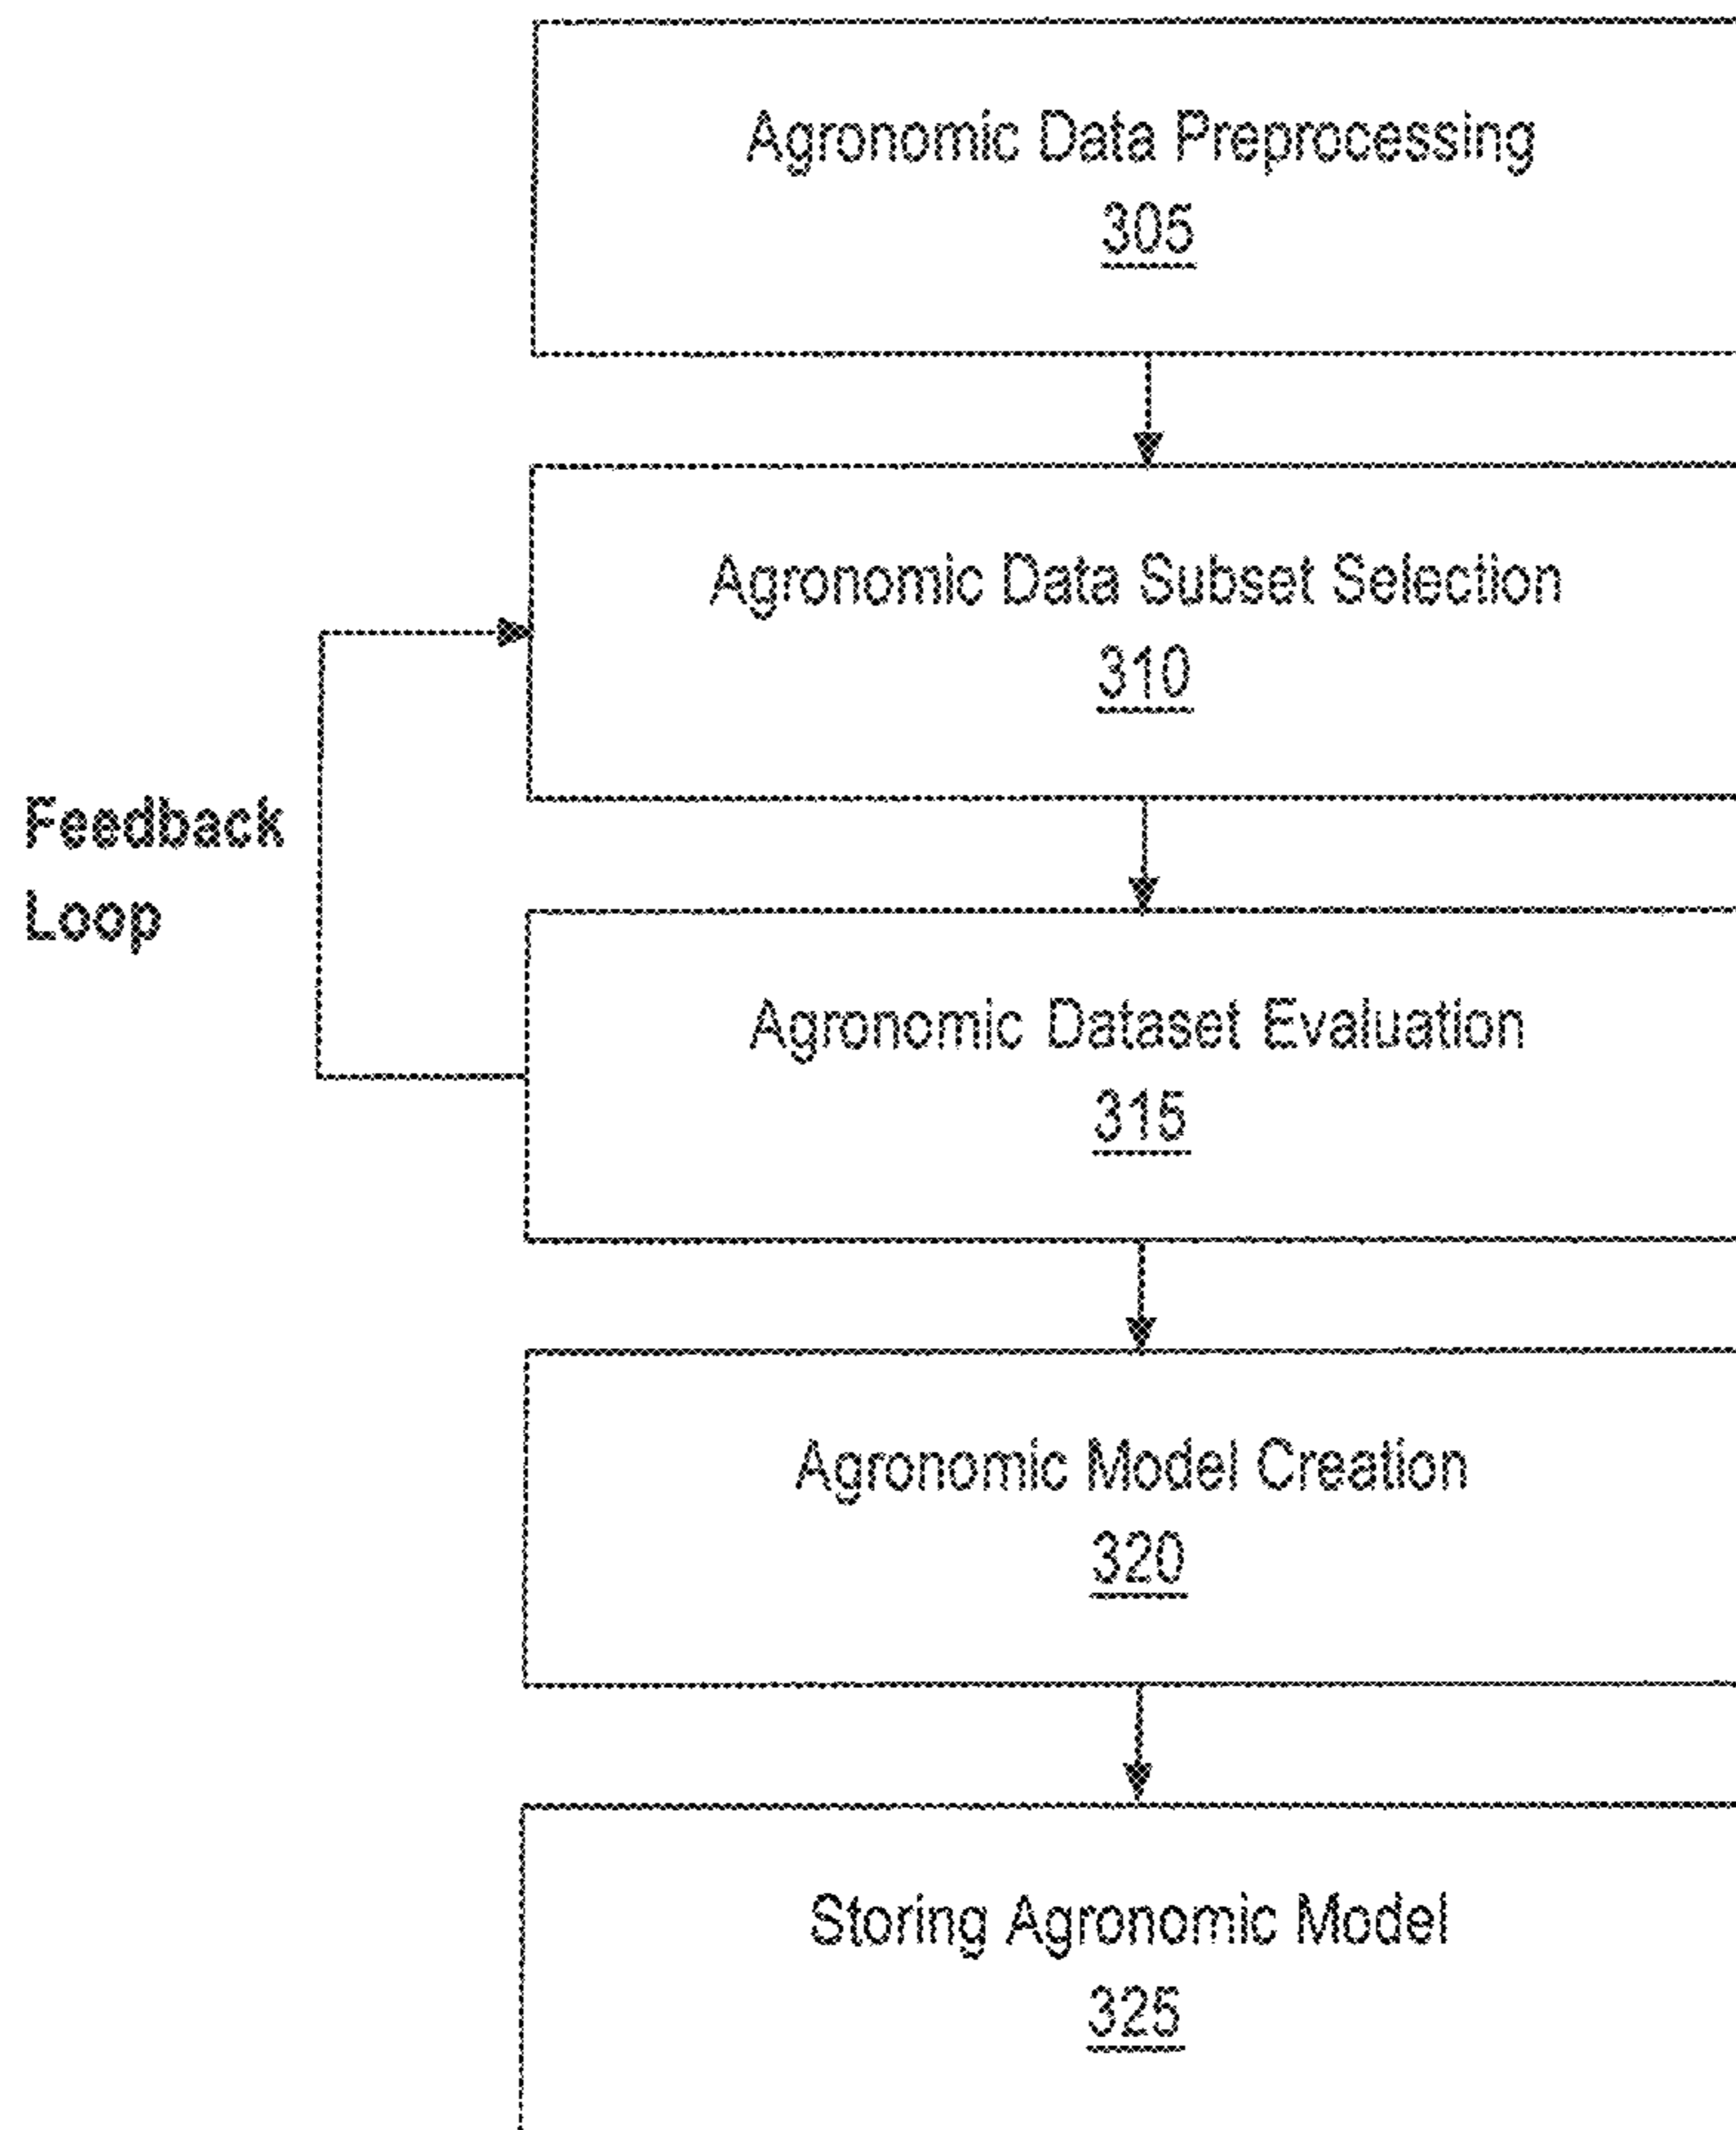 Agronomic Data Preprocessing
305
Agronomic Data Subset Selection
310
Feedback
Loop
Agronomic Dataset Evaluation
315
Agronomic Model Creation
320
Storing Agronomic Model
325